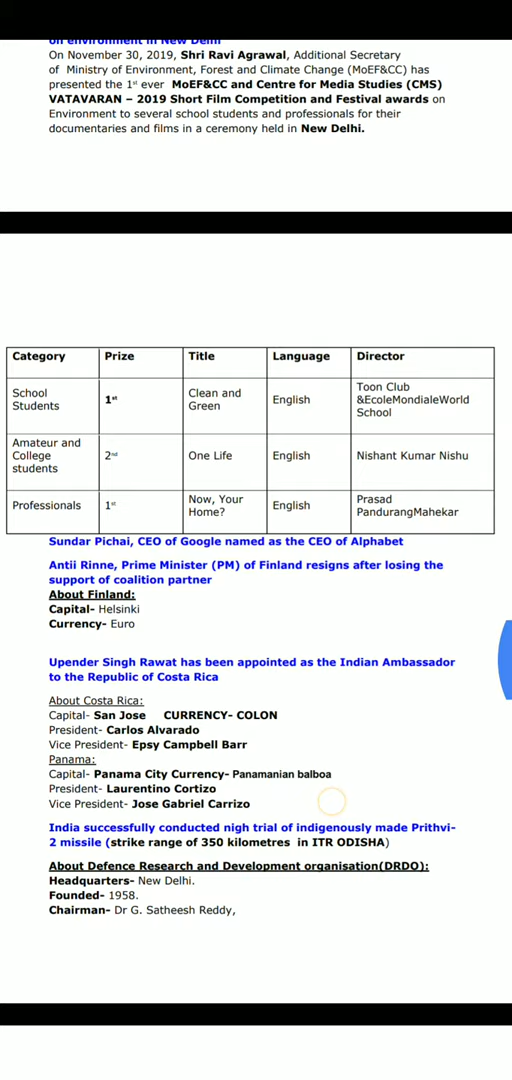 on environment in New Delhi
On November 30, 2019, Shri Ravi Agrawal, Additional Secretary
of Ministry of Environment, Forest and Climate Change (MoEF&CC) has
presented the 1st ever MoEF&CC and Centre for Media Studies (CMS)
VATAVARAN – 2019 Short Film Competition and Festival awards on
Environment to several school students and professionals for their
documentaries and films in a ceremony held in New Delhi.
Category Prize Title Language Director
School Students 1st Clean and Green English Toon Club &EcoleMondialeWorld School
Amateur and College students 2nd One Life English Nishant Kumar Nishu
Professionals 1st Now, Your Home? English Prasad PandurangMahekar
Sundar Pichai, CEO of Google named as the CEO of Alphabet
Antii Rinne, Prime Minister (PM) of Finland resigns after losing the
support of coalition partner
About Finland:
Capital- Helsinki
Currency- Euro
Upender Singh Rawat has been appointed as the Indian Ambassador
to the Republic of Costa Rica
About Costa Rica:
Capital- San Jose CURRENCY- COLON
President- Carlos Alvarado
Vice President- Epsy Campbell Barr
Panama:
Capital- Panama City Currency- Panamanian balboa
President- Laurentino Cortizo
Vice President- Jose Gabriel Carrizo
India successfully conducted nigh trial of indigenously made Prithvi-
2 missile (strike range of 350 kilometres in ITR ODISHA)
About Defence Research and Development organisation(DRDO):
Headquarters- New Delhi.
Founded- 1958.
Chairman- Dr G. Satheesh Reddy,